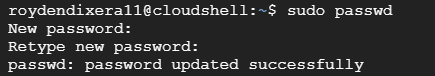 roydendixera11@cloudshell:~$ sudo passwd
New password:
Retype new password:
passwd: password updated successfully